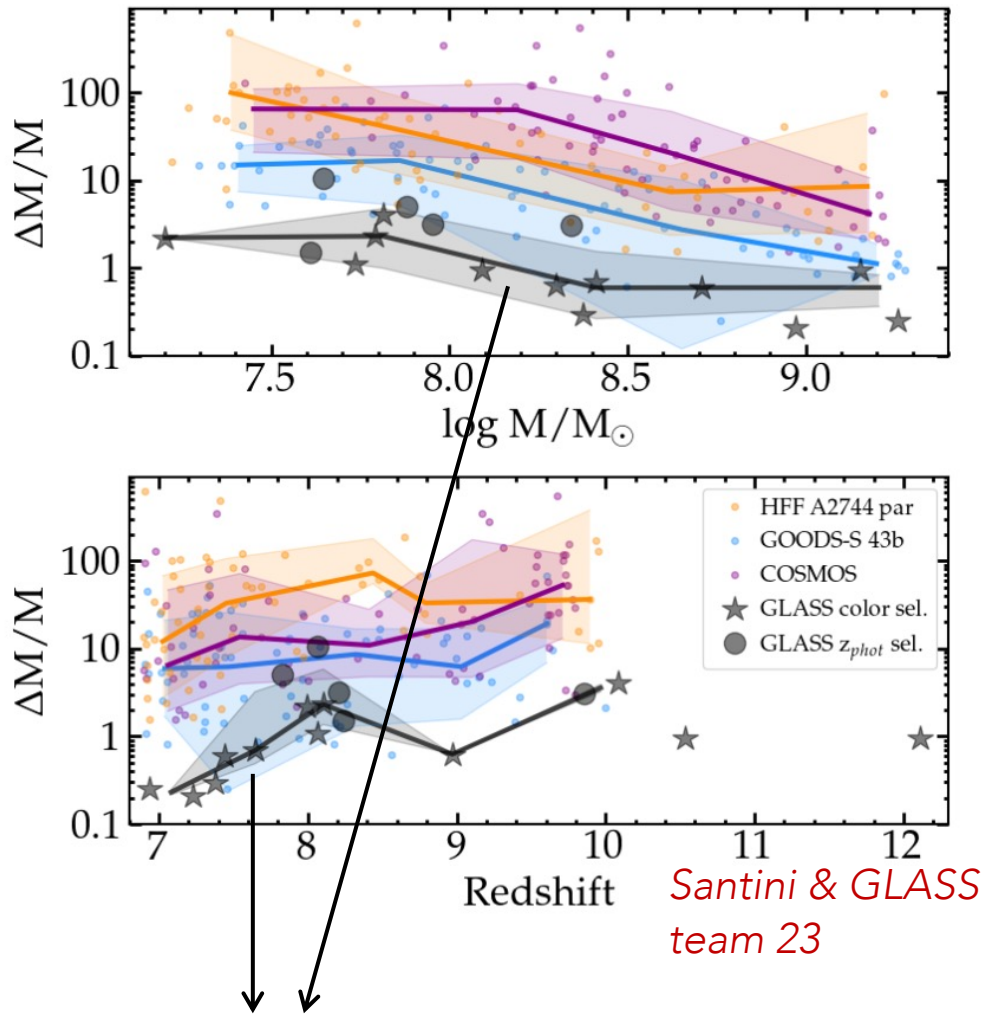 ΔM/M
100
10
1
0.1
7.5 8.0 8.5 9.0
log M/M☉
ΔM/M
100
10
1
0.1
HFF A2744 par
GOODS-S 43b
COSMOS
GLASS color sel.
GLASS z_phot sel.
7 8 9 10 11 12
Redshift
Santini & GLASS
team 23